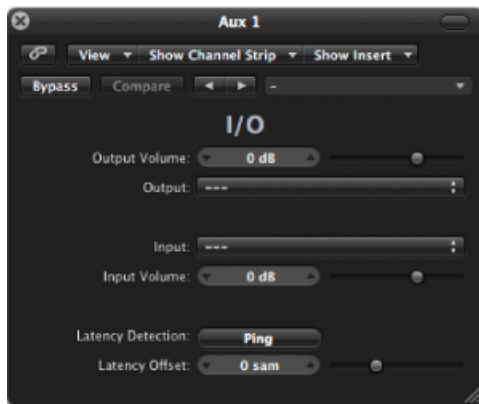 Aux 1
View Show Channel Strip Show Insert
Bypass Compare -
I/O
Output Volume: 0 dB
Output: ---
Input: ---
Input Volume: 0 dB
Latency Detection: Ping
Latency Offset: 0 sam